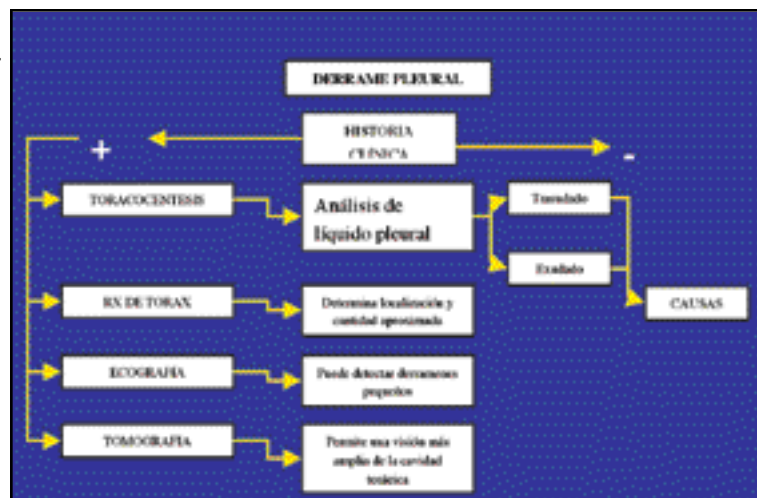 DERRAME PLEURAL
HISTORIA
CLÍNICA
+
-
TORACOCENTESIS
Análisis de
líquido pleural
Trasudado
Exudado
CAUSAS
RX DE TORAX
Determina localización y
cantidad aproximada
ECOGRAFÍA
Puede detectar derrames
pequeños
TOMOGRAFIA
Permite una visión más
amplia de la cavidad
torácica